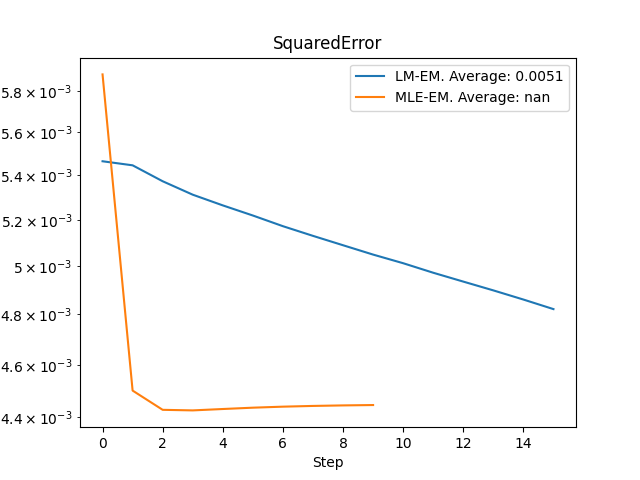 SquaredError
LM-EM. Average: 0.0051
MLE-EM. Average: nan
5.8 × 10⁻³
5.6 × 10⁻³
5.4 × 10⁻³
5.2 × 10⁻³
5 × 10⁻³
4.8 × 10⁻³
4.6 × 10⁻³
4.4 × 10⁻³
0 2 4 6 8 10 12 14
Step